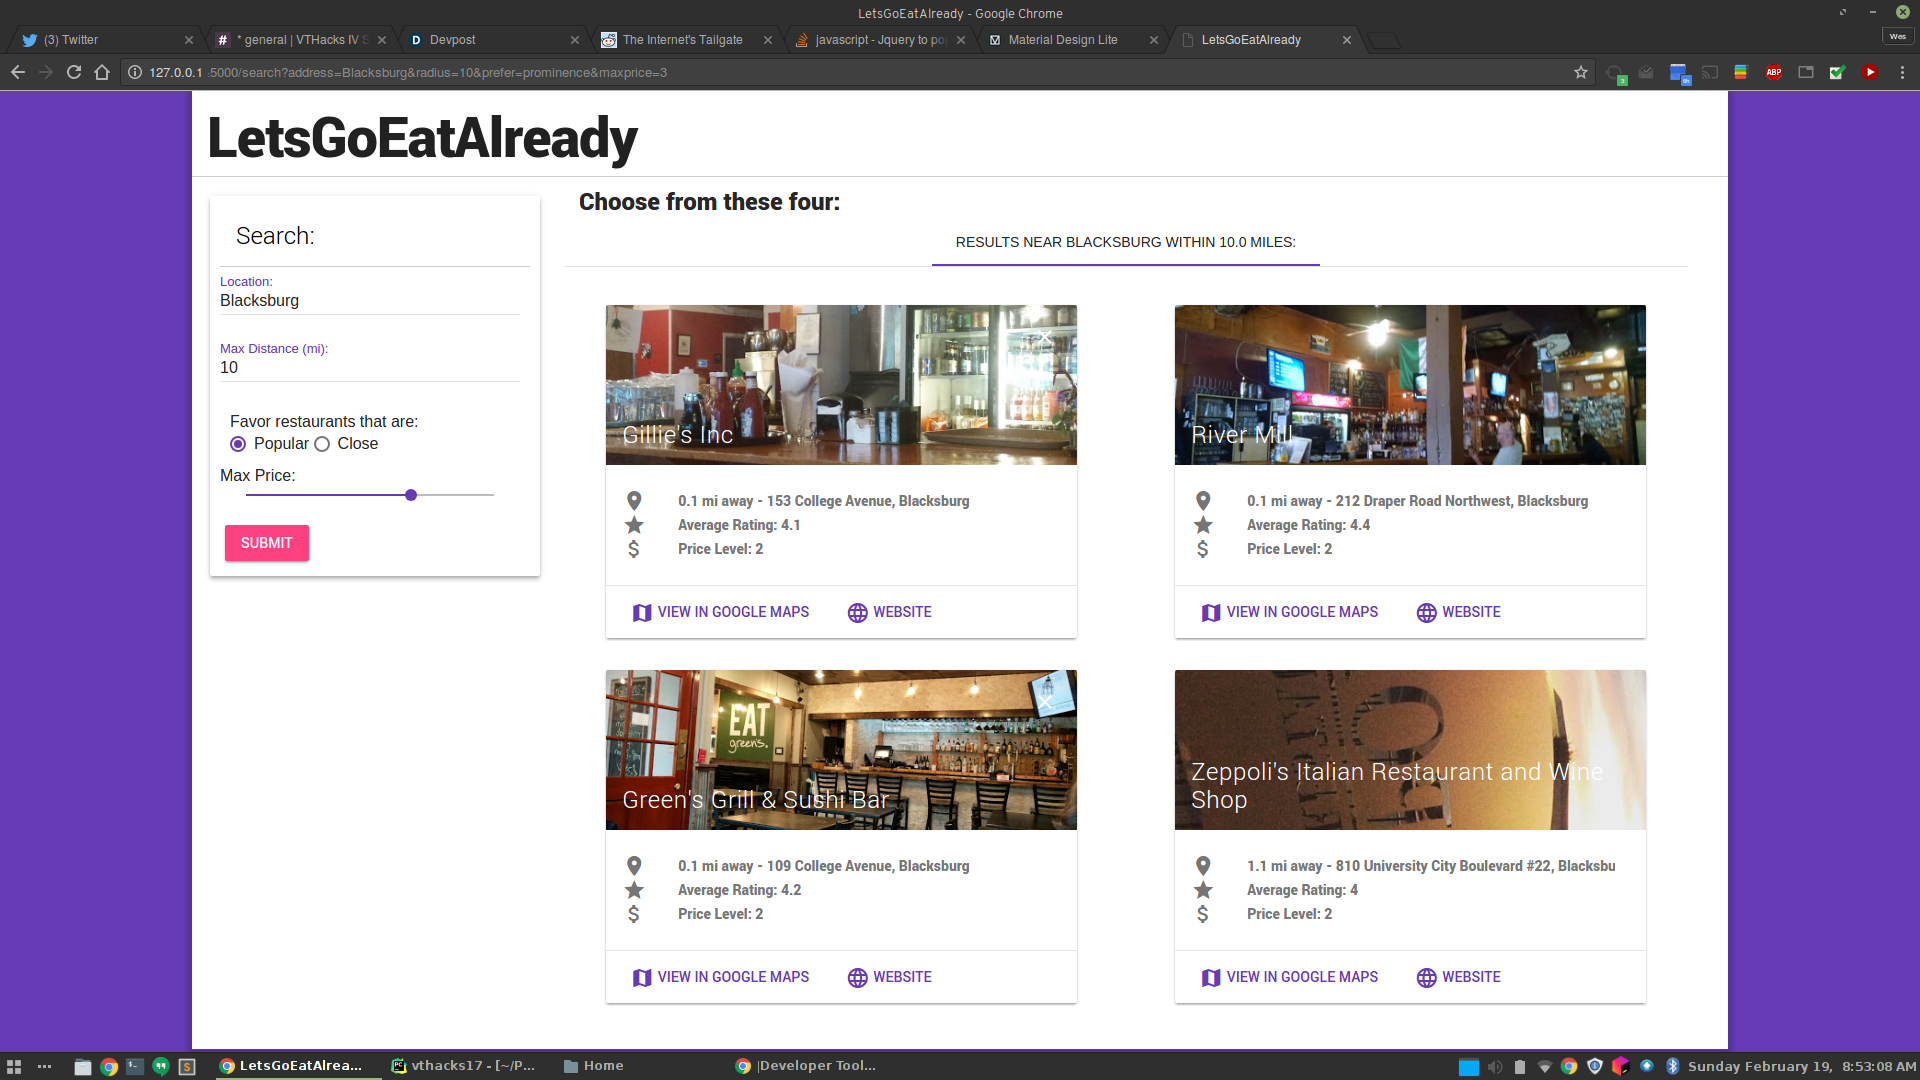 LetsGoEatAlready - Google Chrome
(3) Twitter
* general | VTHacks IV S
Devpost
The Internet's Tailgate
javascript - Jquery to po
Material Design Lite
LetsGoEatAlready
Wes
127.0.0.1:5000/search?address=Blacksburg&radius=10&prefer=prominence&maxprice=3
ABP
LetsGoEatAlready
Search:
Location:
Blacksburg
Max Distance (mi):
10
Favor restaurants that are:
Popular Close
Max Price:
SUBMIT
Choose from these four:
RESULTS NEAR BLACKSBURG WITHIN 10.0 MILES:
Gillie's Inc
0.1 mi away - 153 College Avenue, Blacksburg
Average Rating: 4.1
Price Level: 2
VIEW IN GOOGLE MAPS WEBSITE
River Mill
0.1 mi away - 212 Draper Road Northwest, Blacksburg
Average Rating: 4.4
Price Level: 2
VIEW IN GOOGLE MAPS WEBSITE
EAT
green's.
Green's Grill & Sushi Bar
0.1 mi away - 109 College Avenue, Blacksburg
Average Rating: 4.2
Price Level: 2
VIEW IN GOOGLE MAPS WEBSITE
Zeppoli's Italian Restaurant and Wine
Shop
1.1 mi away - 810 University City Boulevard #22, Blacksbu
Average Rating: 4
Price Level: 2
VIEW IN GOOGLE MAPS WEBSITE
LetsGoEatAlrea...
vthacks17 - [~/P...
Home
|Developer Tool...
Sunday February 19, 8:53:08 AM